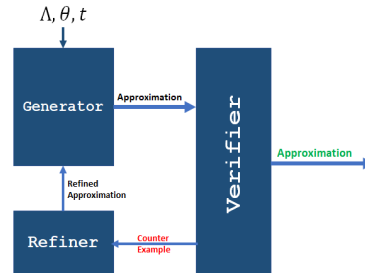 Λ, θ, t
Generator
Approximation
Verifier
Approximation
Refined
Approximation
Refiner
Counter
Example